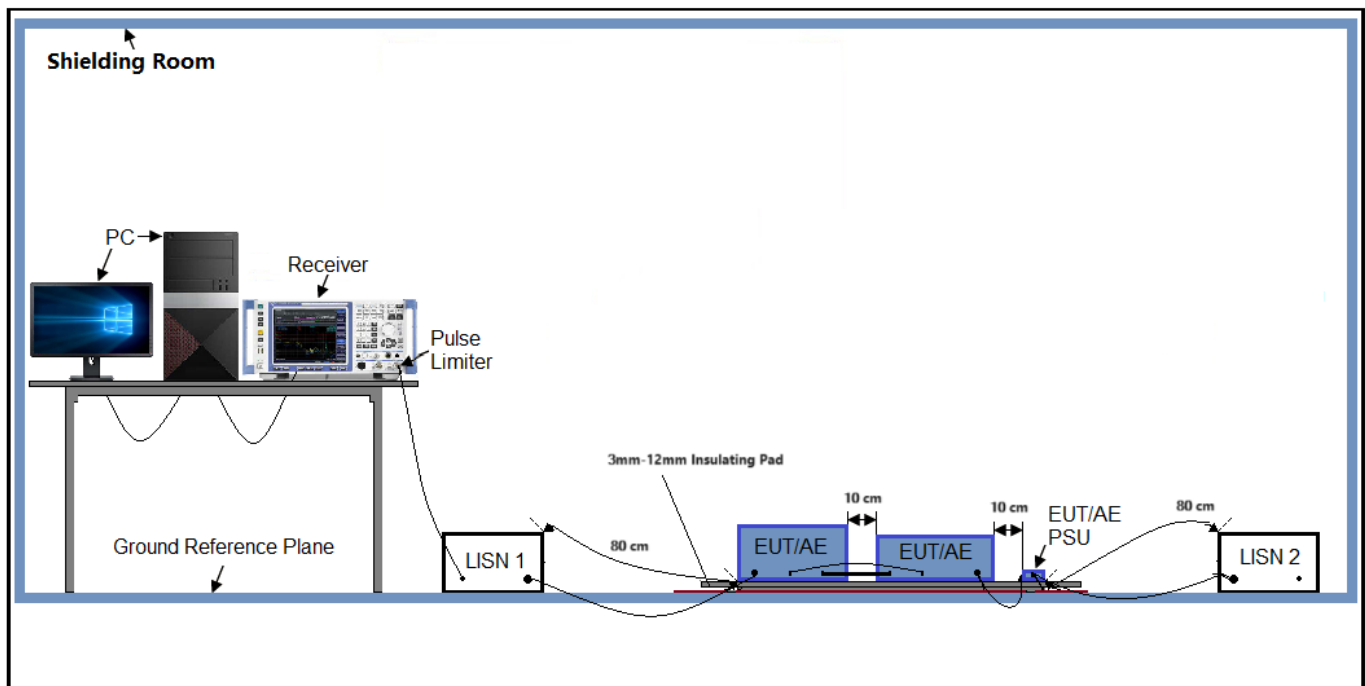 Shielding Room
PC
Receiver
Pulse
Limiter
3mm-12mm Insulating Pad
10 cm
10 cm
EUT/AE
PSU
80 cm
Ground Reference Plane
LISN 1
80 cm
EUT/AE
EUT/AE
LISN 2